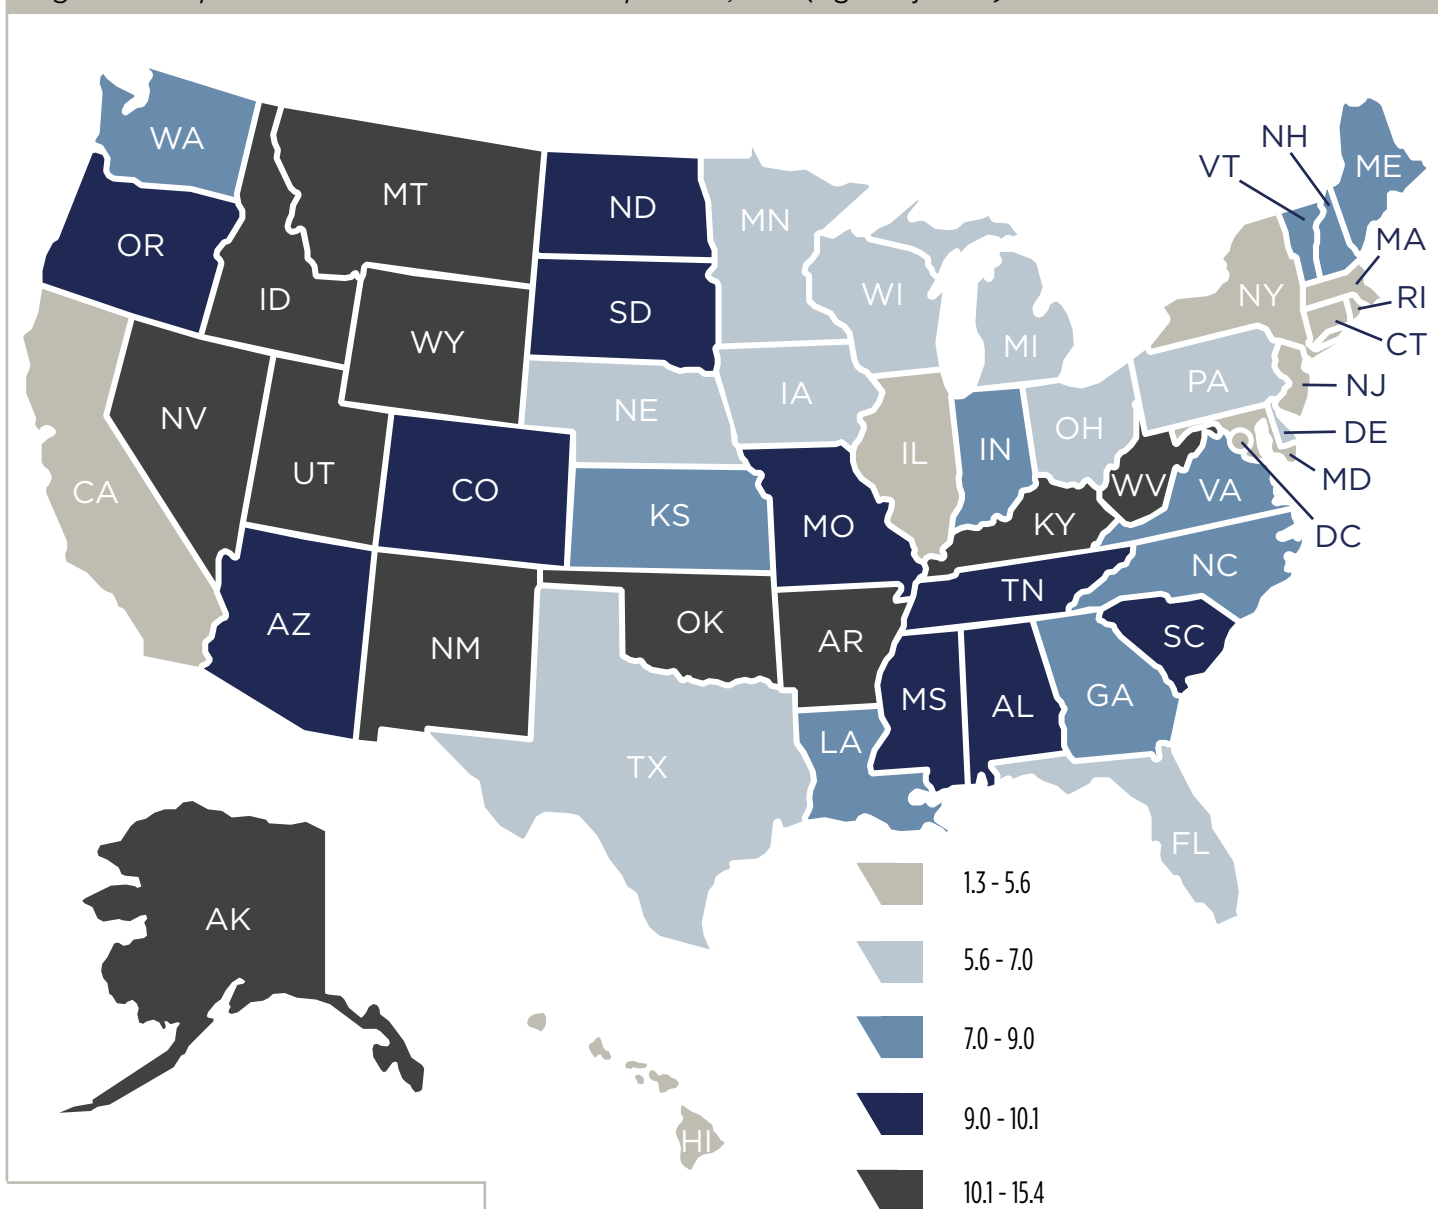 NH
VT
ME
WA
MT
ND
MN
OR
MA
ID
WI
NY
RI
SD
WY
MI
CT
PA
NJ
IA
NE
NV
OH
DE
IL
IN
UT
MD
CO
CA
WV
VA
KS
MO
KY
DC
NC
TN
AZ
OK
AR
SC
NM
MS
AL
GA
LA
TX
FL
1.3 - 5.6
AK
5.6 - 7.0
7.0 - 9.0
9.0 - 10.1
HI
10.1 - 15.4